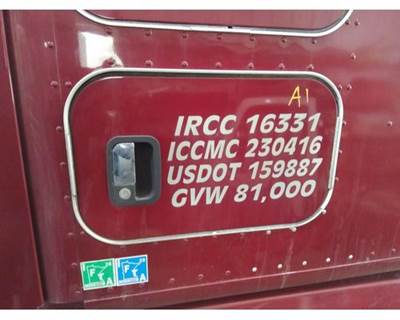 A1
IRCC 16331
ICCMC 230416
USDOT 159887
GVW 81,000
F
A
F
A